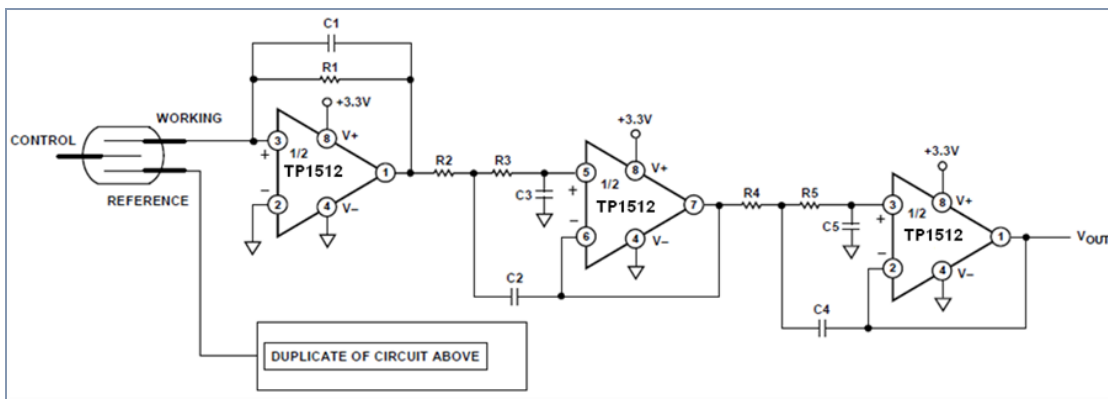 C1
R1
WORKING
+3.3V
CONTROL
3
8
V+
1/2
+
TP1512
1
−
REFERENCE
2
4
V−
R2
R3
C3
+3.3V
5
8
V+
+
1/2
TP1512
7
−
6
4
V−
C2
R4
R5
C5
+3.3V
3
8
V+
+
1/2
TP1512
1
VOUT
−
2
4
V−
C4
DUPLICATE OF CIRCUIT ABOVE